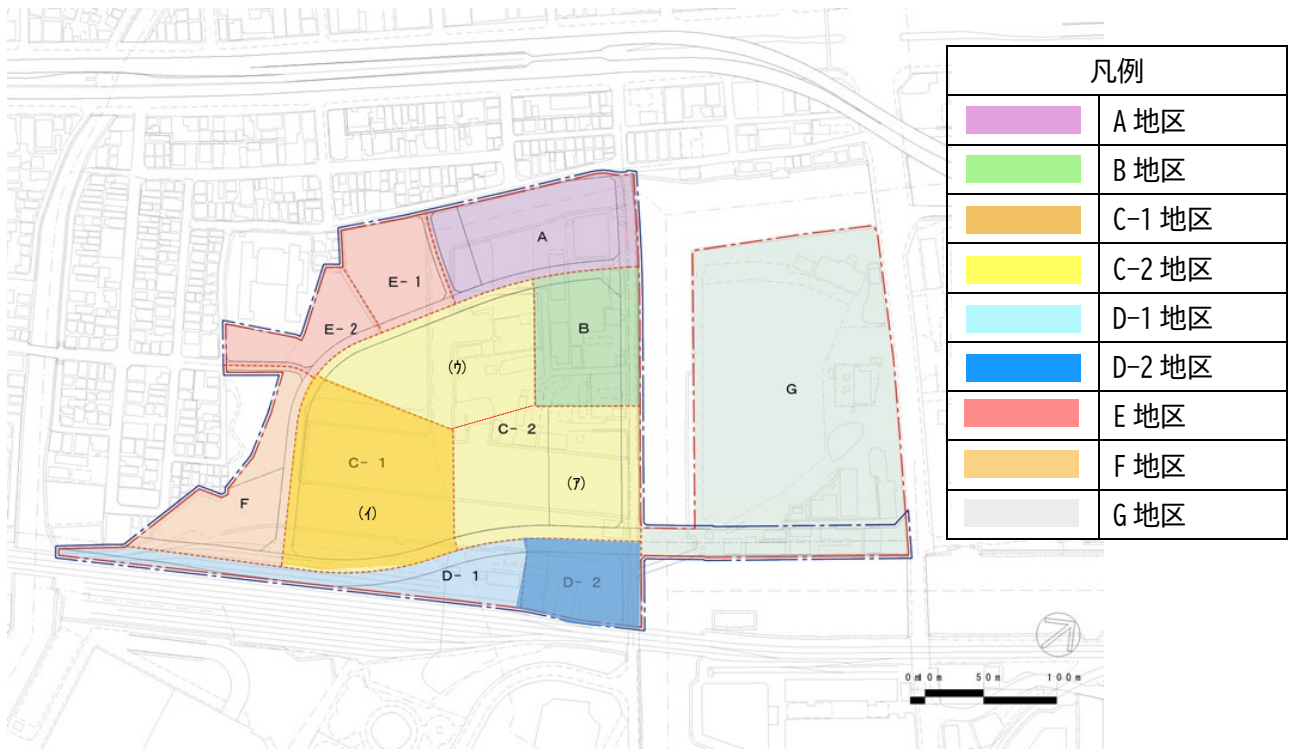 凡例
A 地区
B 地区
C-1 地区
C-2 地区
D-1 地区
D-2 地区
E 地区
F 地区
G 地区
A
E- 1
B
E- 2
(ウ)
G
C- 2
C- 1
(ア)
F
(イ)
D- 1
D- 2
50m
100m